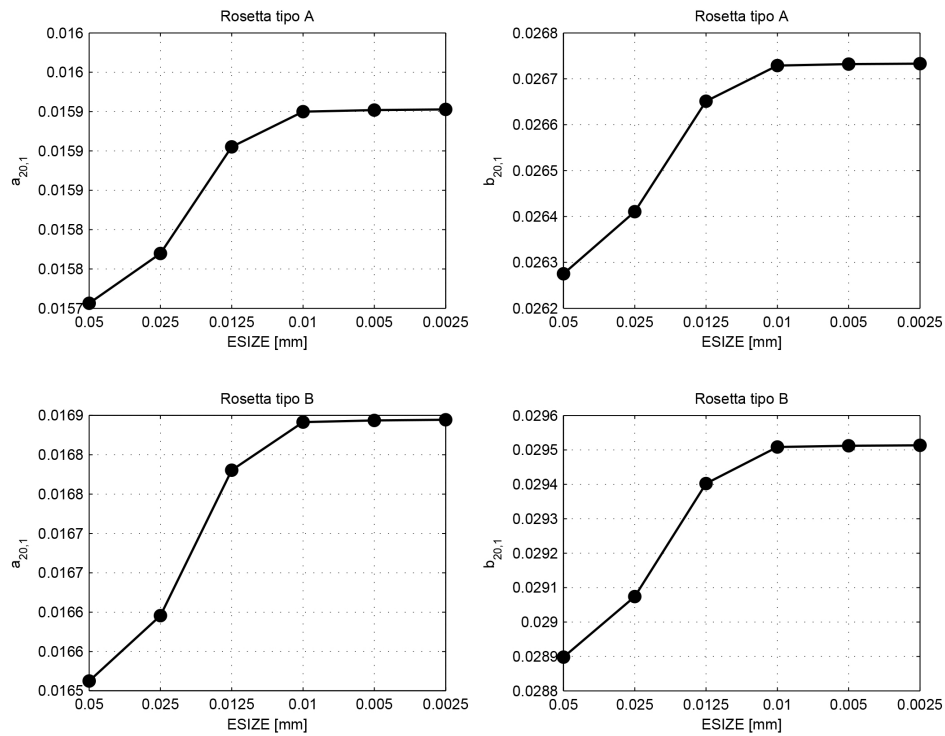 Rosetta tipo A
0.016
0.016
0.0159
0.0159
0.0159
0.0158
0.0158
0.0157
a20,1
0.05 0.025 0.0125 0.01 0.005 0.0025
ESIZE [mm]
Rosetta tipo A
0.0268
0.0267
0.0266
0.0265
0.0264
0.0263
0.0262
b20,1
0.05 0.025 0.0125 0.01 0.005 0.0025
ESIZE [mm]
Rosetta tipo B
0.0169
0.0168
0.0168
0.0167
0.0167
0.0166
0.0166
0.0165
a20,1
0.05 0.025 0.0125 0.01 0.005 0.0025
ESIZE [mm]
Rosetta tipo B
0.0296
0.0295
0.0294
0.0293
0.0292
0.0291
0.029
0.0289
0.0288
b20,1
0.05 0.025 0.0125 0.01 0.005 0.0025
ESIZE [mm]